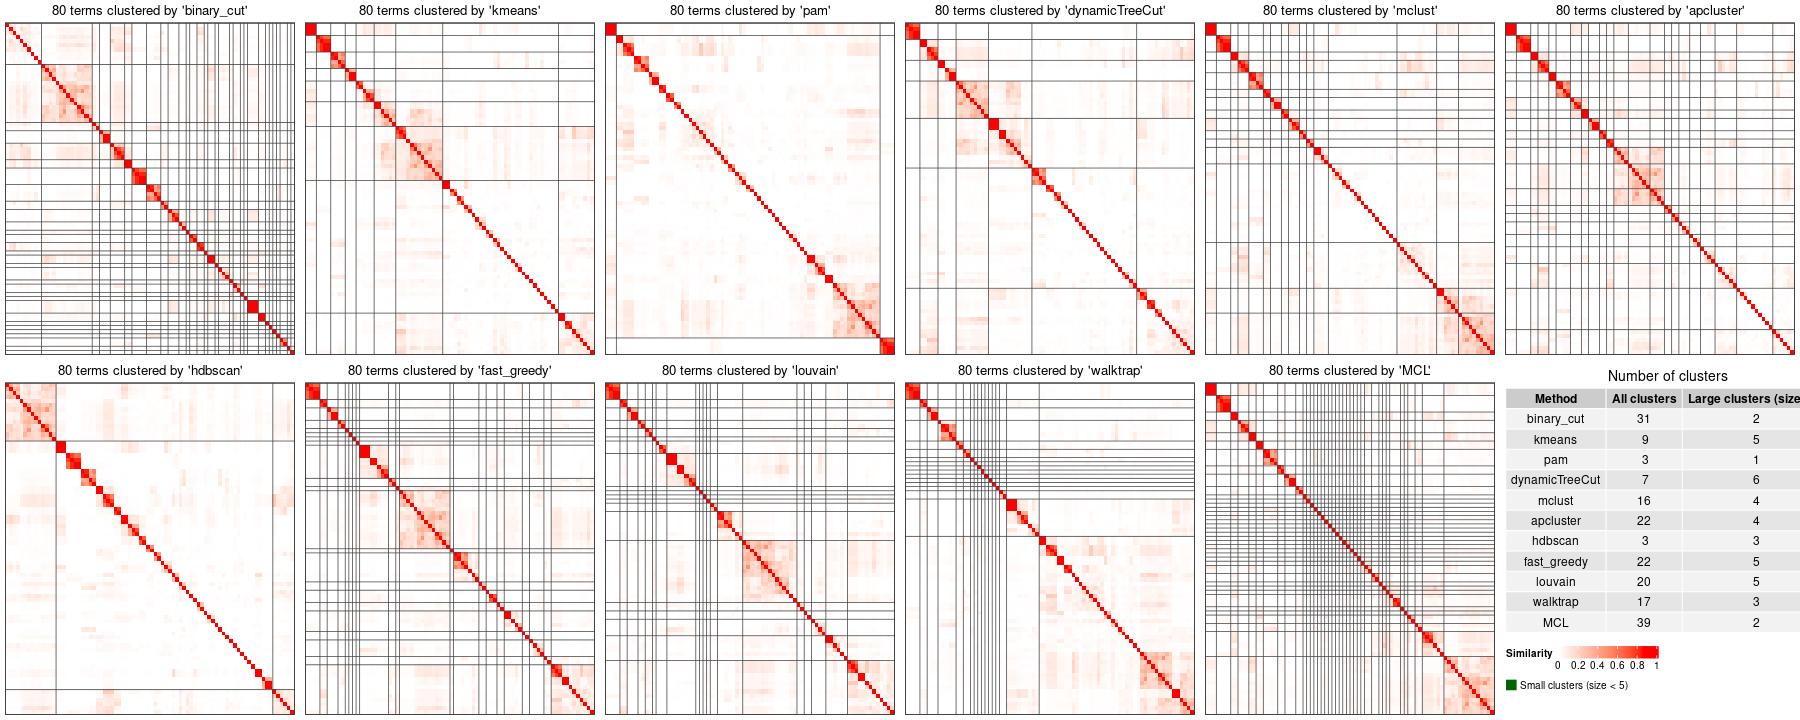 80 terms clustered by 'binary_cut'
80 terms clustered by 'kmeans'
80 terms clustered by 'pam'
80 terms clustered by 'dynamicTreeCut'
80 terms clustered by 'mclust'
80 terms clustered by 'apcluster'
80 terms clustered by 'hdbscan'
80 terms clustered by 'fast_greedy'
80 terms clustered by 'louvain'
80 terms clustered by 'walktrap'
80 terms clustered by 'MCL'
Number of clusters
Method All clusters Large clusters (size
binary_cut 31 2
kmeans 9 5
pam 3 1
dynamicTreeCut 7 6
mclust 16 4
apcluster 22 4
hdbscan 3 3
fast_greedy 22 5
louvain 20 5
walktrap 17 3
MCL 39 2
Similarity
0 0.2 0.4 0.6 0.8 1
Small clusters (size < 5)